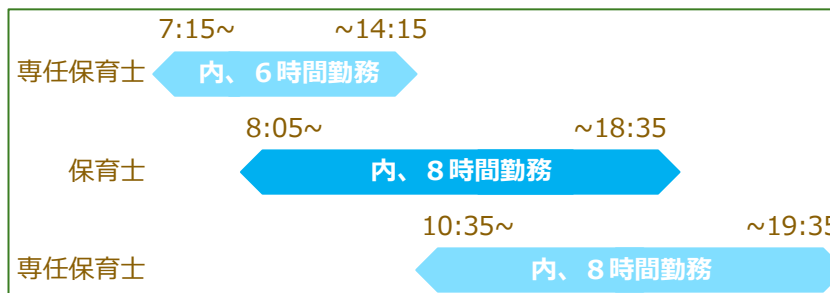 7:15~ ~14:15
専任保育士 内、６時間勤務
8:05~ ~18:35
保育士 内、８時間勤務
10:35~ ~19:35
専任保育士 内、８時間勤務